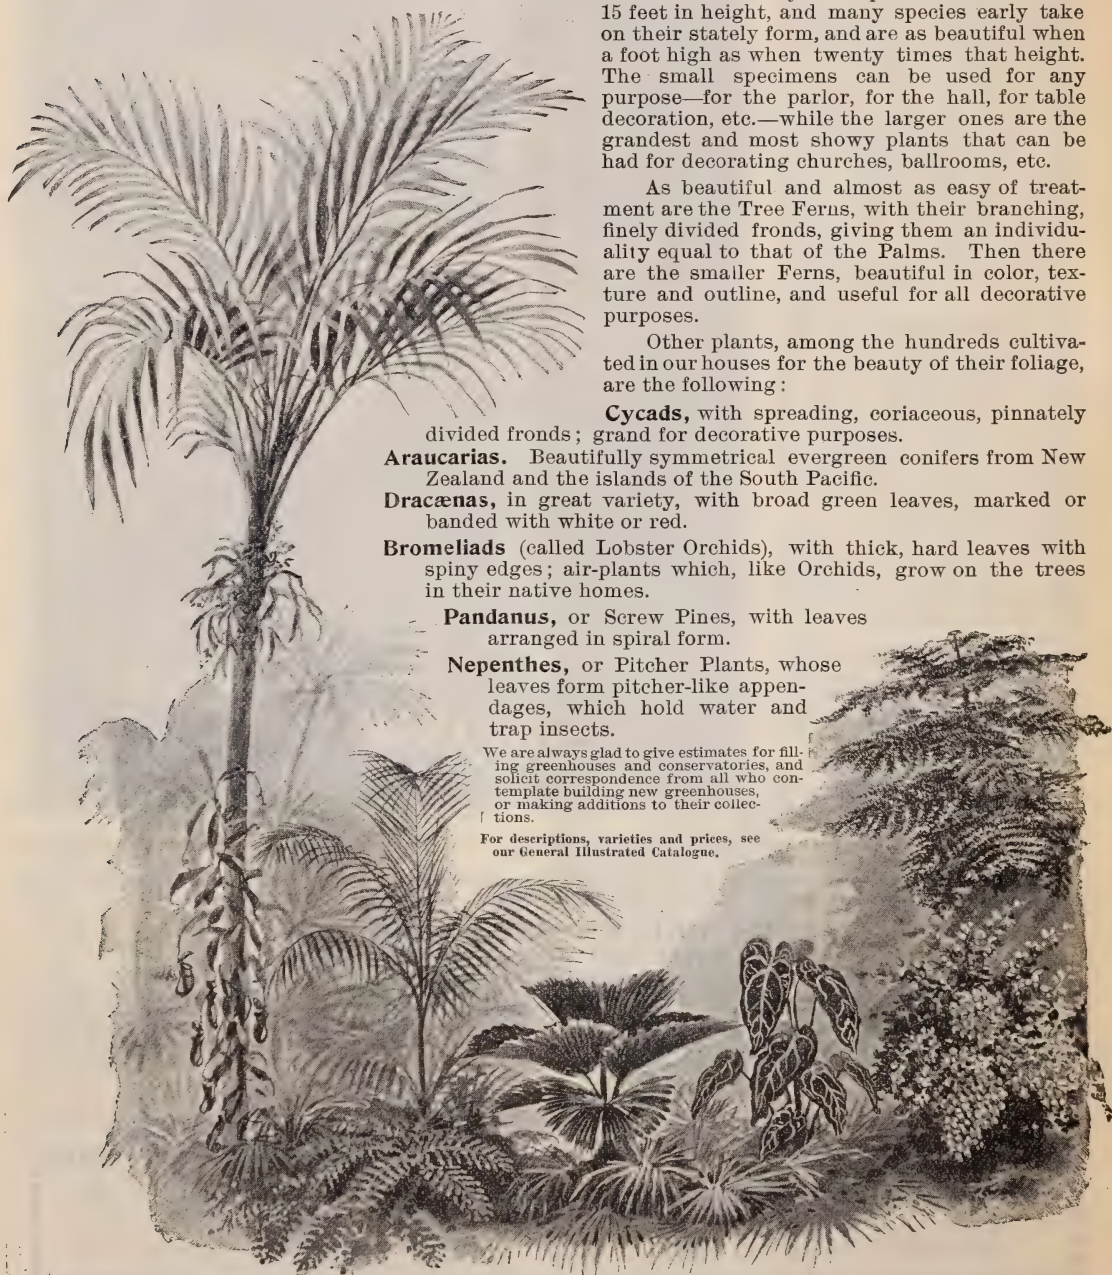 15 feet in height, and many species early take
on their stately form, and are as beautiful when
a foot high as when twenty times that height.
The small specimens can be used for any
purpose—for the parlor, for the hall, for table
decoration, etc.—while the larger ones are the
grandest and most showy plants that can be
had for decorating churches, ballrooms, etc.
As beautiful and almost as easy of treat-
ment are the Tree Ferns, with their branching,
finely divided fronds, giving them an individu-
ality equal to that of the Palms. Then there
are the smaller Ferns, beautiful in color, tex-
ture and outline, and useful for all decorative
purposes.
Other plants, among the hundreds cultiva-
ted in our houses for the beauty of their foliage,
are the following:
Cycads, with spreading, coriaceous, pinnately
divided fronds; grand for decorative purposes.
Araucarias. Beautifully symmetrical evergreen conifers from New
Zealand and the islands of the South Pacific.
Dracænas, in great variety, with broad green leaves, marked or
banded with white or red.
Bromeliads (called Lobster Orchids), with thick, hard leaves with
spiny edges; air-plants which, like Orchids, grow on the trees
in their native homes.
Pandanus, or Screw Pines, with leaves
arranged in spiral form.
Nepenthes, or Pitcher Plants, whose
leaves form pitcher-like appen-
dages, which hold water and
trap insects.
We are always glad to give estimates for fill-
ing greenhouses and conservatories, and
solicit correspondence from all who con-
template building new greenhouses,
or making additions to their collec-
tions.
For descriptions, varieties and prices, see
our General Illustrated Catalogue.